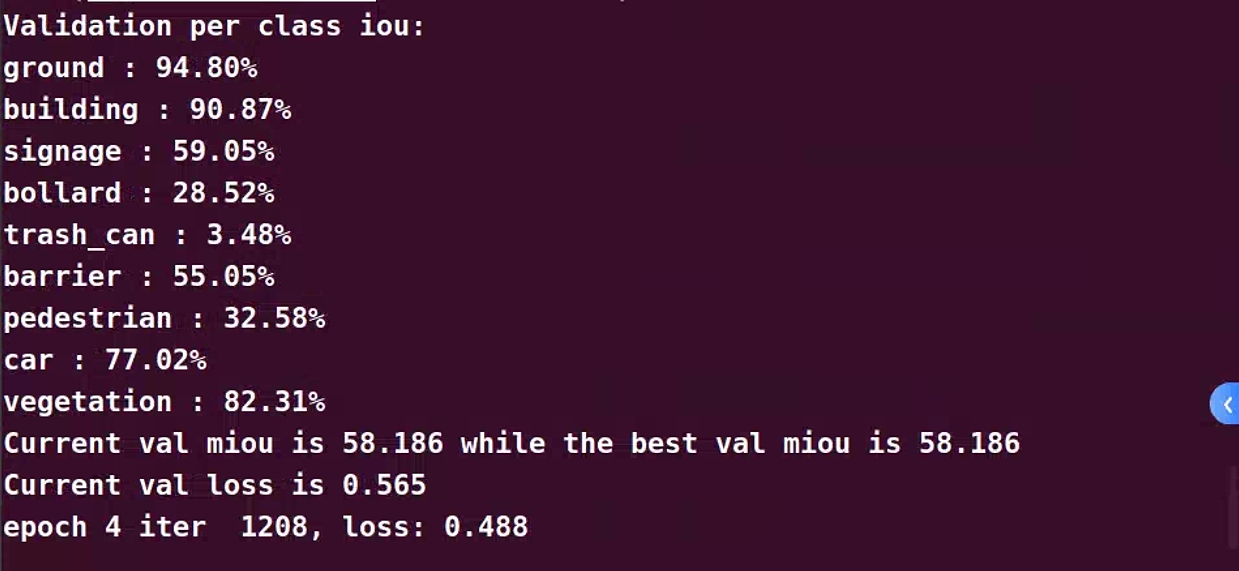 Validation per class iou:
ground : 94.80%
building : 90.87%
signage : 59.05%
bollard : 28.52%
trash_can : 3.48%
barrier : 55.05%
pedestrian : 32.58%
car : 77.02%
vegetation : 82.31%
Current val miou is 58.186 while the best val miou is 58.186
Current val loss is 0.565
epoch 4 iter  1208, loss: 0.488